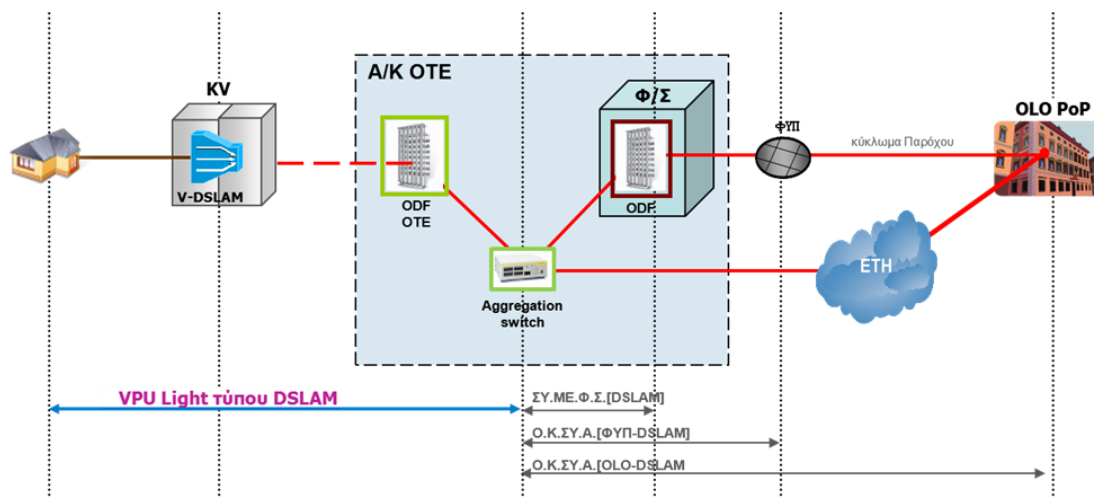 A/K OTE
KV
Φ/Σ
ΦΥΠ
OLO PoP
κύκλωμα Παρόχου
V-DSLAM
ODF
OTE
ODF
ETH
Aggregation
switch
VPU Light τύπου DSLAM
ΣΥ.ΜΕ.Φ.Σ.[DSLAM]
Ο.Κ.ΣΥ.Α.[ΦΥΠ-DSLAM]
Ο.Κ.ΣΥ.Α.[OLO-DSLAM